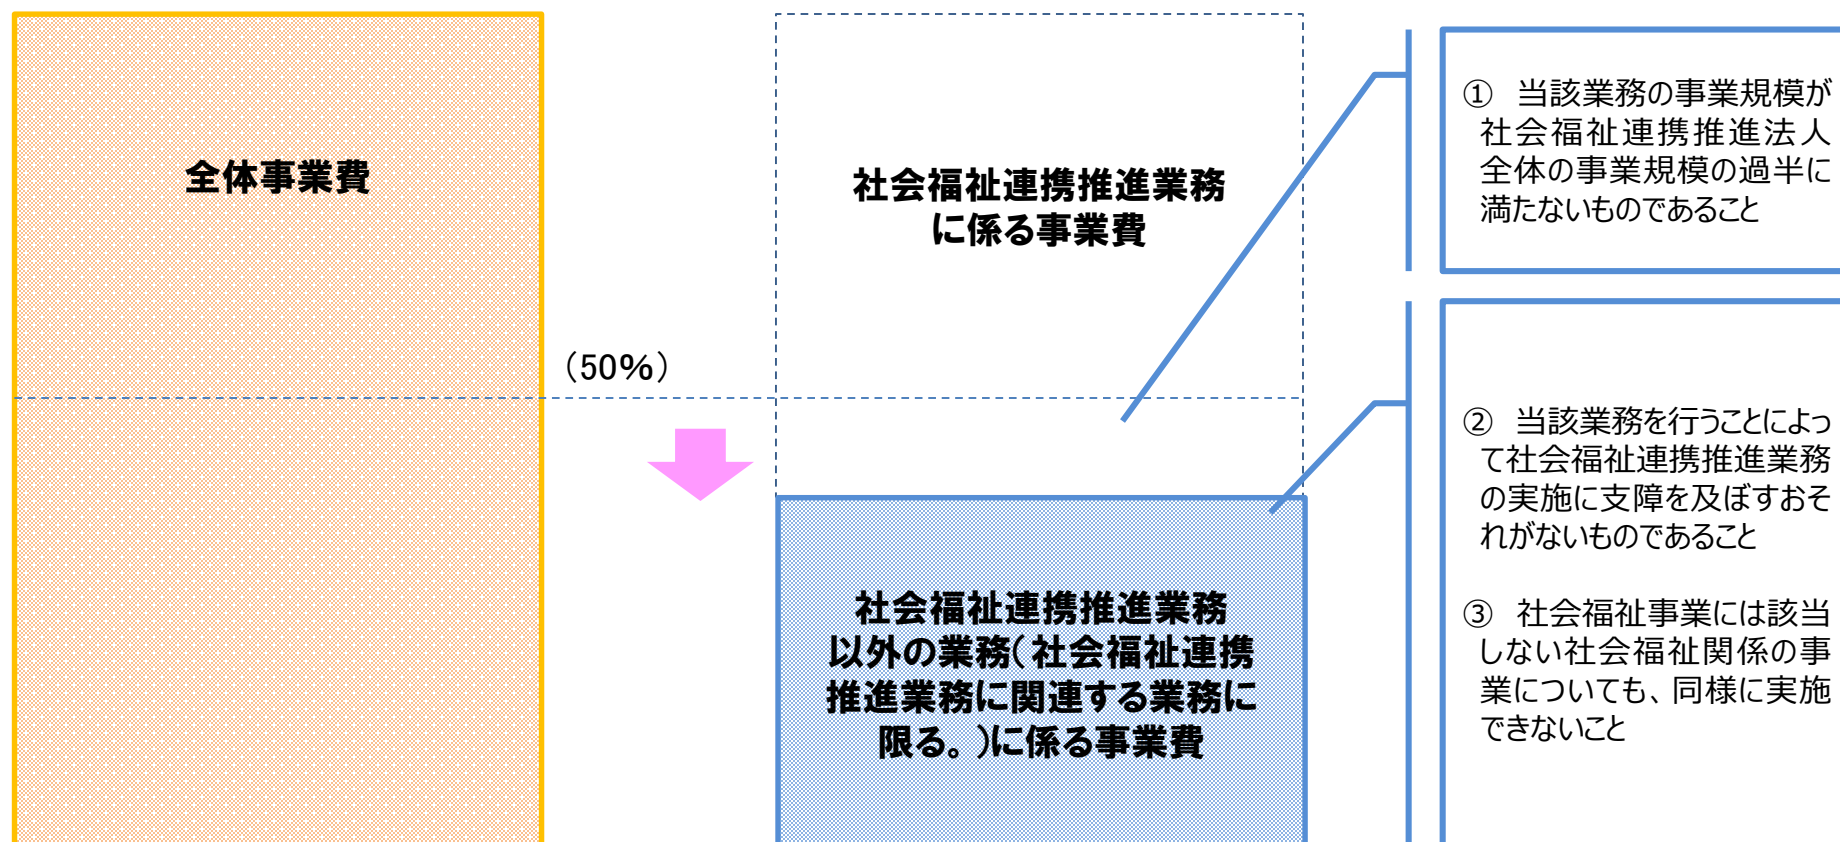 全体事業費
社会福祉連携推進業務
に係る事業費
(50%)
社会福祉連携推進業務
以外の業務(社会福祉連携
推進業務に関連する業務に
限る。)に係る事業費
① 当該業務の事業規模が
社会福祉連携推進法人
全体の事業規模の過半に
満たないものであること
② 当該業務を行うことによっ
て社会福祉連携推進業務
の実施に支障を及ぼすおそ
れがないものであること
③ 社会福祉事業には該当
しない社会福祉関係の事
業についても、同様に実施
できないこと